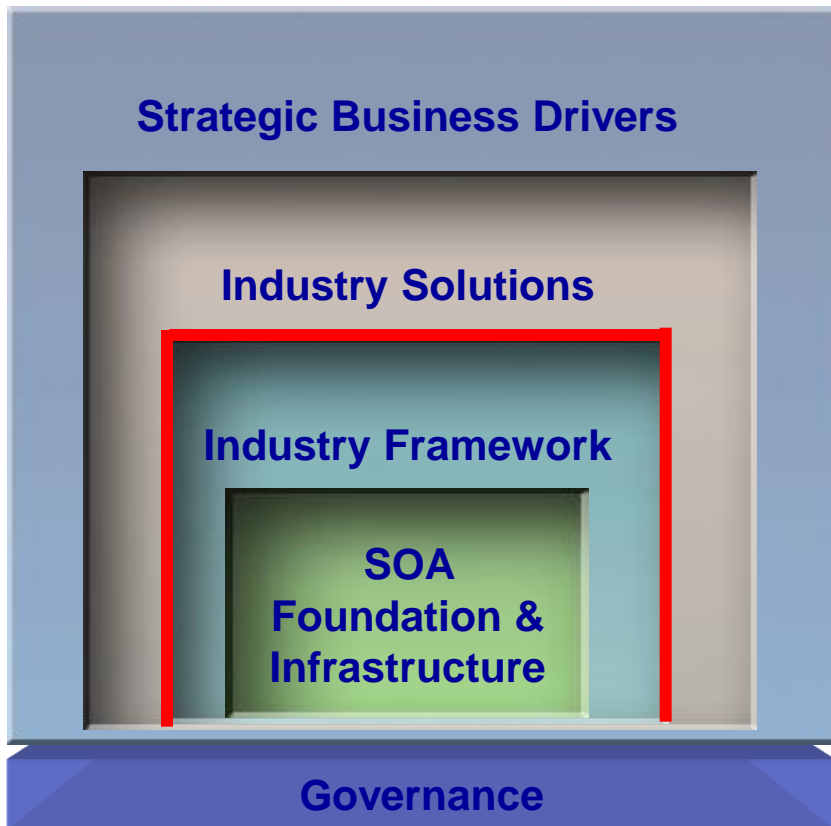 Strategic Business Drivers
Industry Solutions
Industry Framework
SOA
Foundation &
Infrastructure
Governance